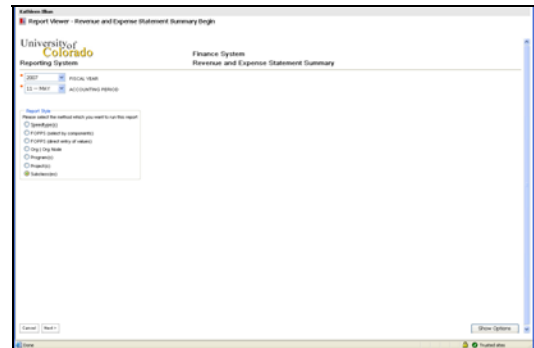 Kathleen Blue
Report Viewer - Revenue and Expense Statement Summary Begin
University of
Colorado
Reporting System
Finance System
Revenue and Expense Statement Summary
* 2007 FISCAL YEAR
* 11 - MAY ACCOUNTING PERIOD
Report Style
Please select the method which you want to run this report
Speedtype(s)
FOPPS (select by components)
FOPPS (direct entry of values)
Org | Org Node
Program(s)
Project(s)
Subclass(es)
Cancel Next >
Show Options
Done
Trusted sites